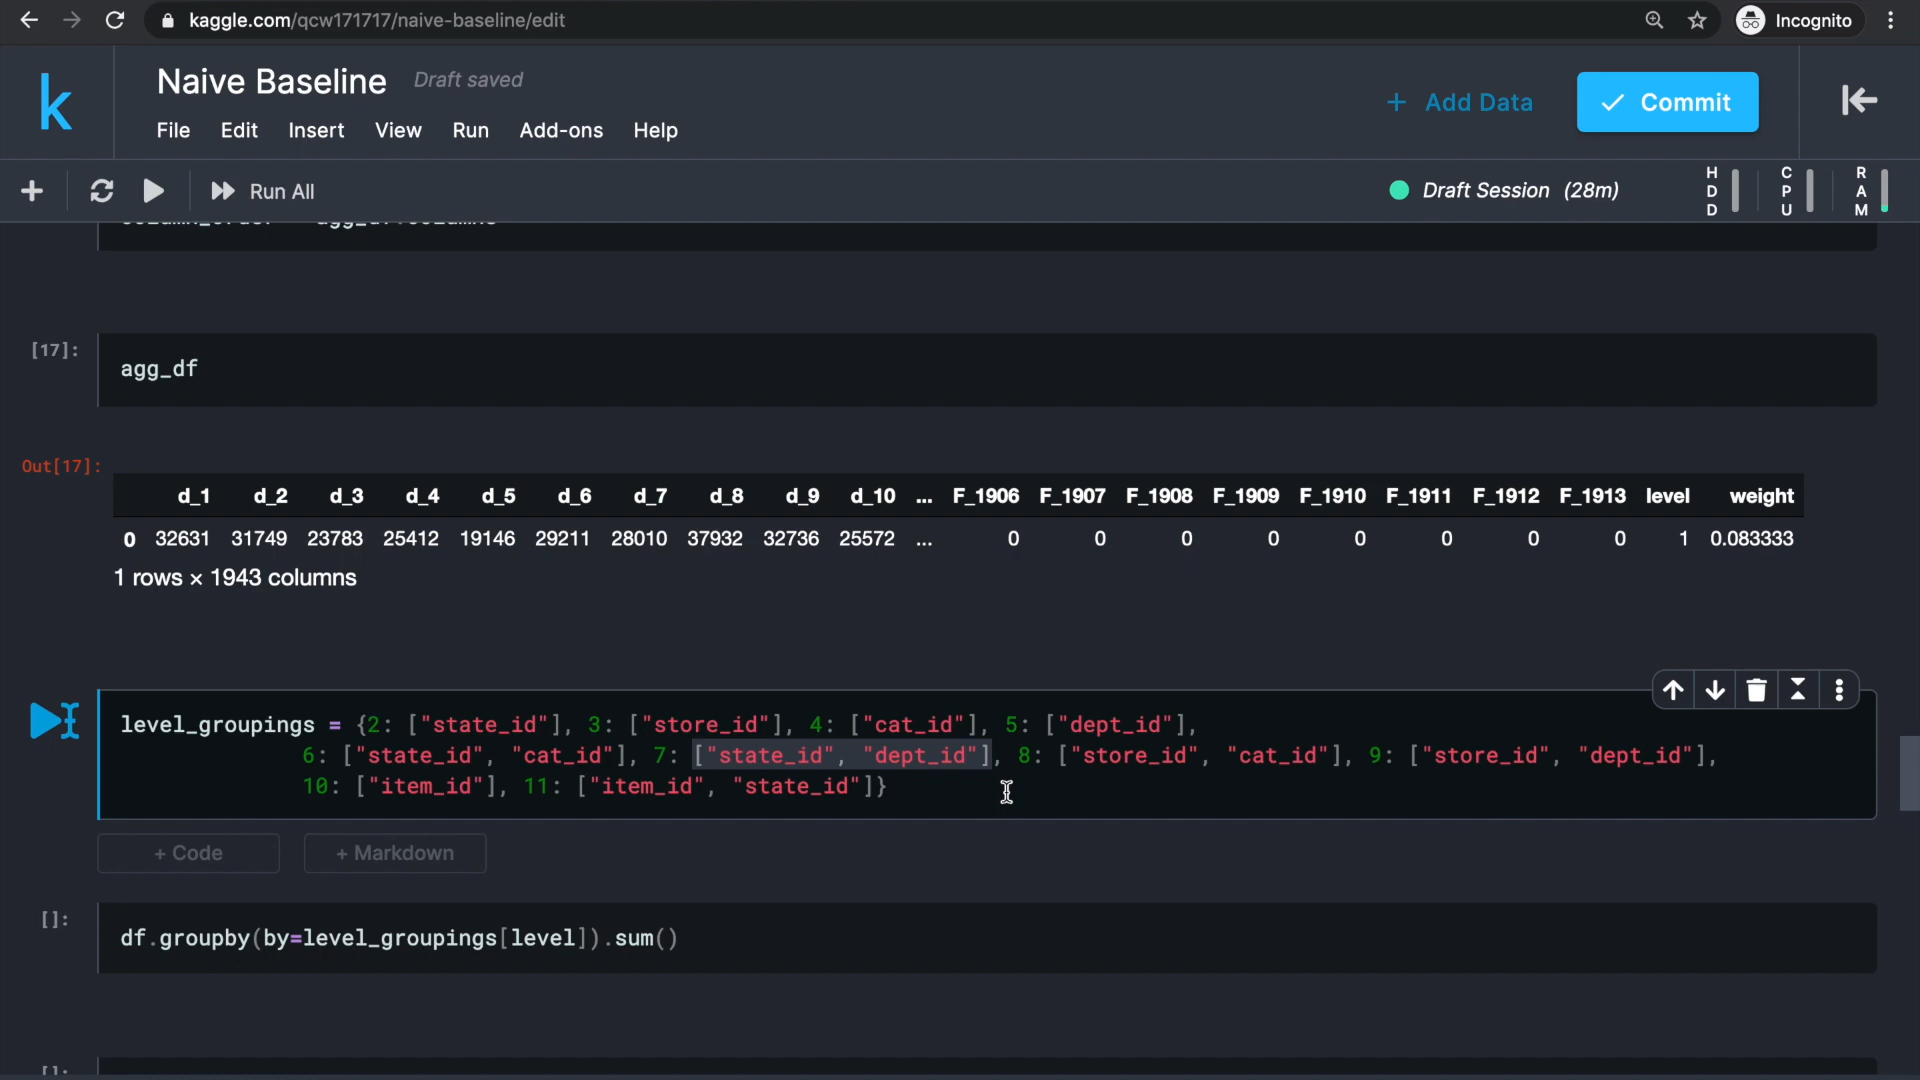 kaggle.com/qcw171717/naive-baseline/edit
Incognito
k
Naive Baseline Draft saved
+ Add Data
Commit
File Edit Insert View Run Add-ons Help
Run All
Draft Session (28m)
HDD CPU RAM
[17]:
agg_df
Out[17]:
d_1 d_2 d_3 d_4 d_5 d_6 d_7 d_8 d_9 d_10 ... F_1906 F_1907 F_1908 F_1909 F_1910 F_1911 F_1912 F_1913 level weight
0 32631 31749 23783 25412 19146 29211 28010 37932 32736 25572 ... 0 0 0 0 0 0 0 0 1 0.083333
1 rows × 1943 columns
level_groupings = {2: ["state_id"], 3: ["store_id"], 4: ["cat_id"], 5: ["dept_id"],
6: ["state_id", "cat_id"], 7: ["state_id", "dept_id"], 8: ["store_id", "cat_id"], 9: ["store_id", "dept_id"],
10: ["item_id"], 11: ["item_id", "state_id"]}
+ Code + Markdown
[]:
df.groupby(by=level_groupings[level]).sum()
[]: